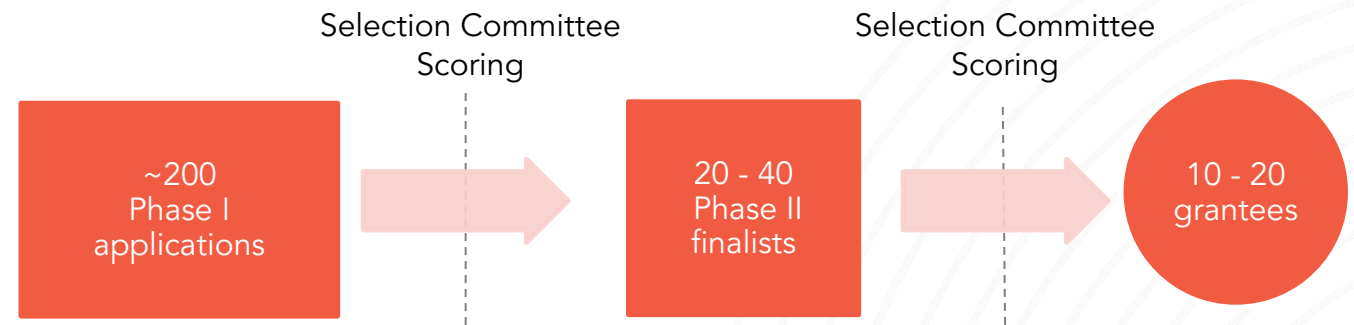 Selection Committee
Scoring
Selection Committee
Scoring
~200
Phase I
applications
20 - 40
Phase II
finalists
10 - 20
grantees